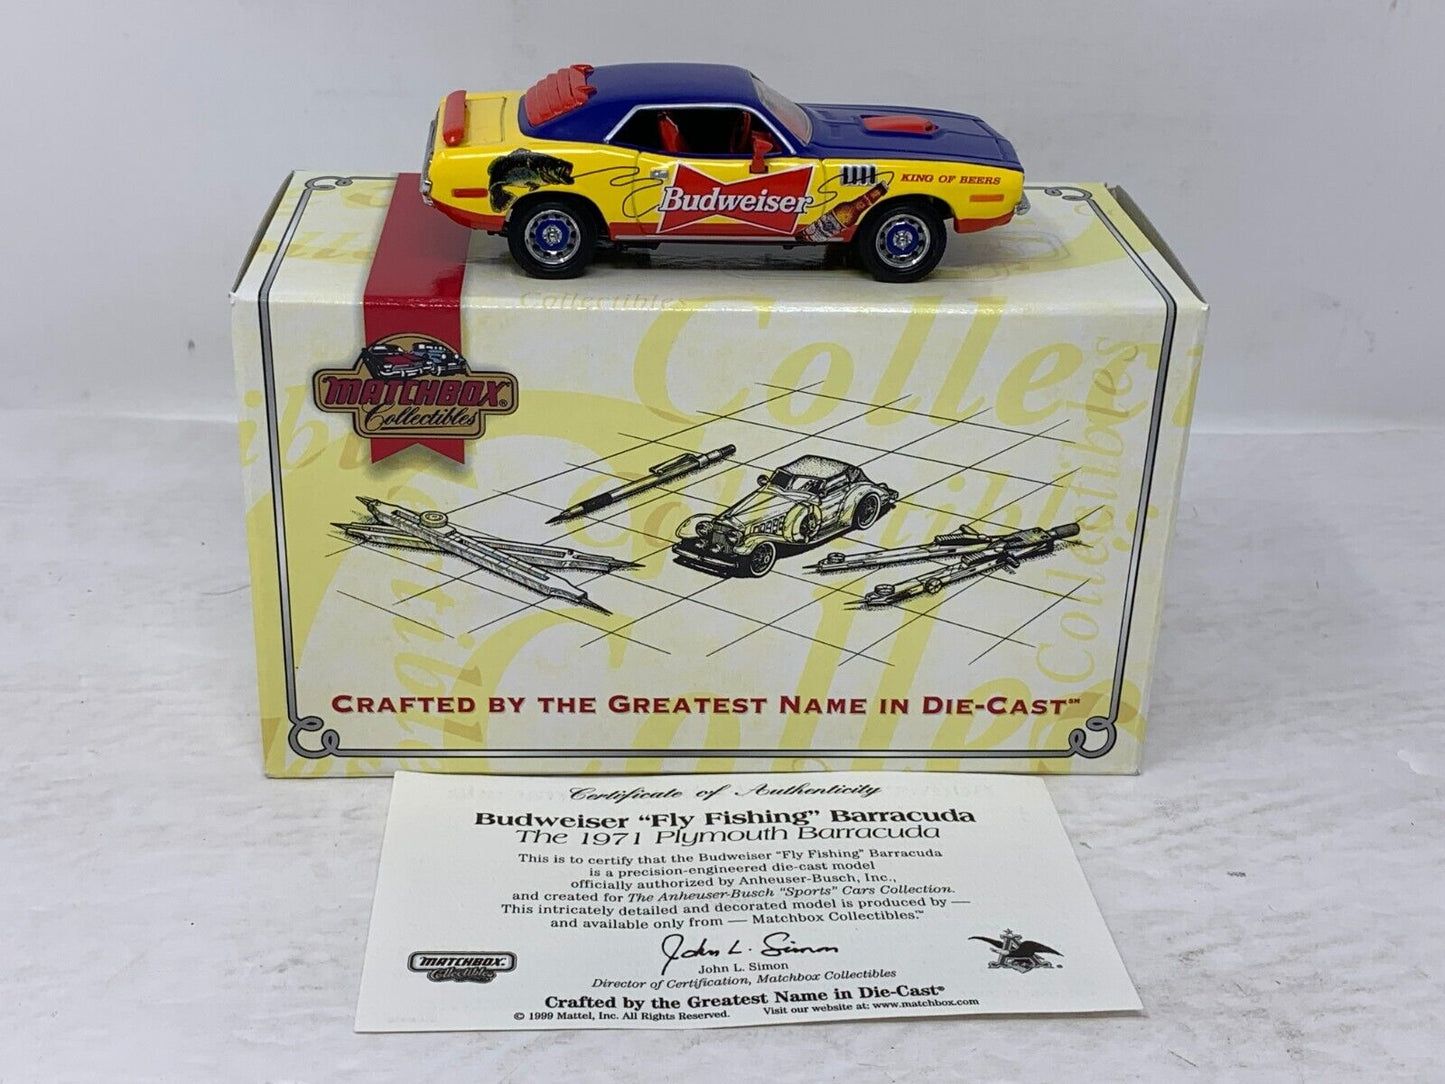 Budweiser
KING OF BEERS
Collectibles
MATCHBOX®
Collectibles
Collectibles
CRAFTED BY THE GREATEST NAME IN DIE-CAST℠
Certificate of Authenticity
Budweiser “Fly Fishing” Barracuda
The 1971 Plymouth Barracuda
This is to certify that the Budweiser “Fly Fishing” Barracuda
is a precision-engineered die-cast model
officially authorized by Anheuser-Busch, Inc.,
and created for The Anheuser-Busch “Sports” Cars Collection.
This intricately detailed and decorated model is produced by —
and available only from — Matchbox Collectibles.™
John L. Simon
John L. Simon
Director of Certification, Matchbox Collectibles
MATCHBOX.
Collectibles
Crafted by the Greatest Name in Die-Cast®
© 1999 Mattel, Inc. All Rights Reserved. Visit our website at: www.matchbox.com